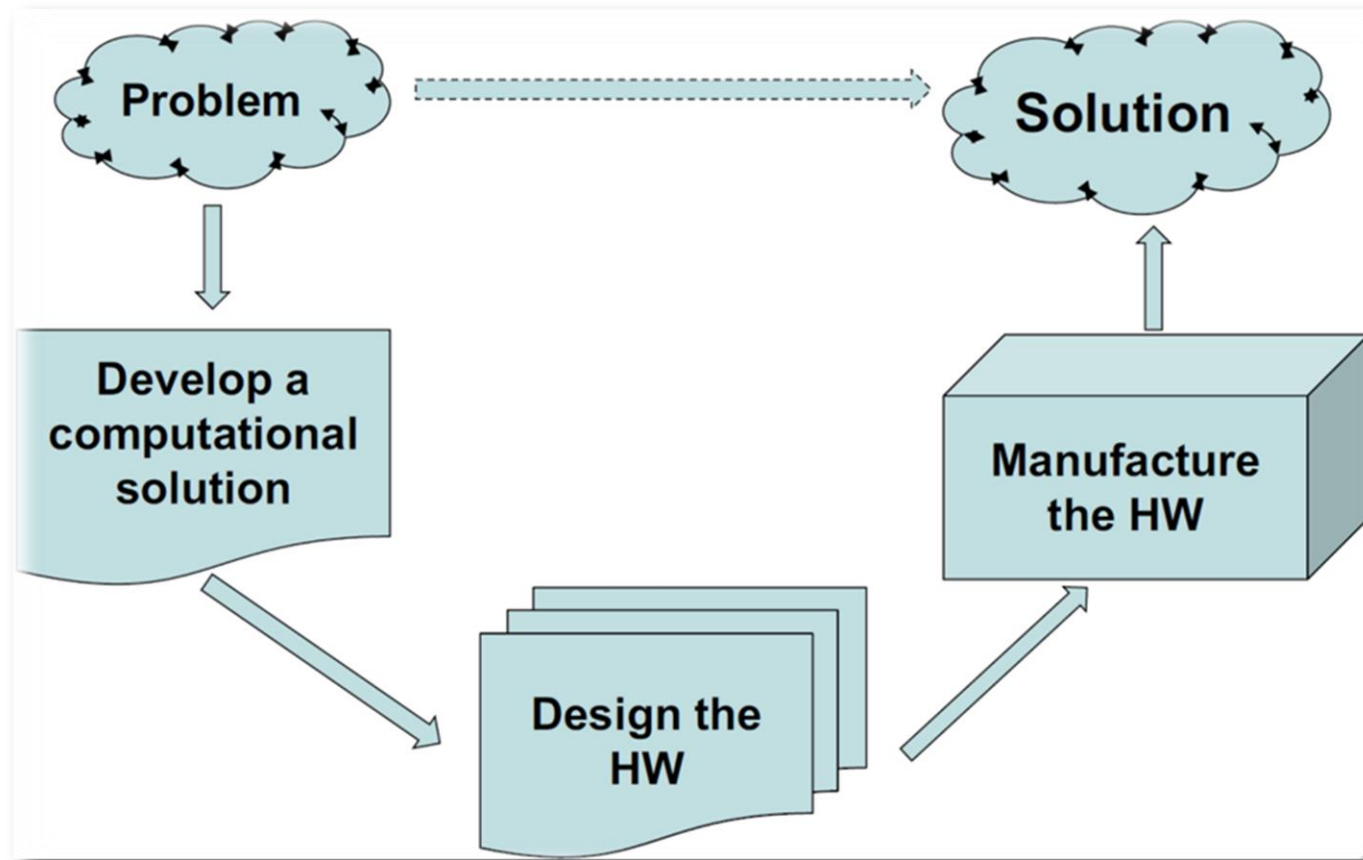 Problem
Solution
Develop a
computational
solution
Design the
HW
Manufacture
the HW